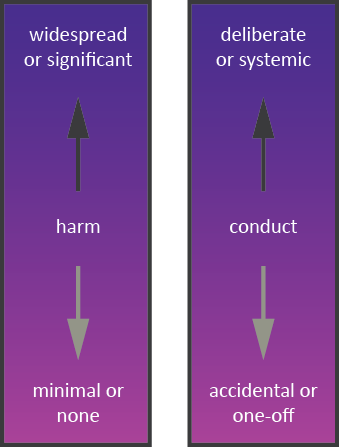 widespread
or significant
harm
minimal or
none
deliberate
or systemic
conduct
accidental or
one-off